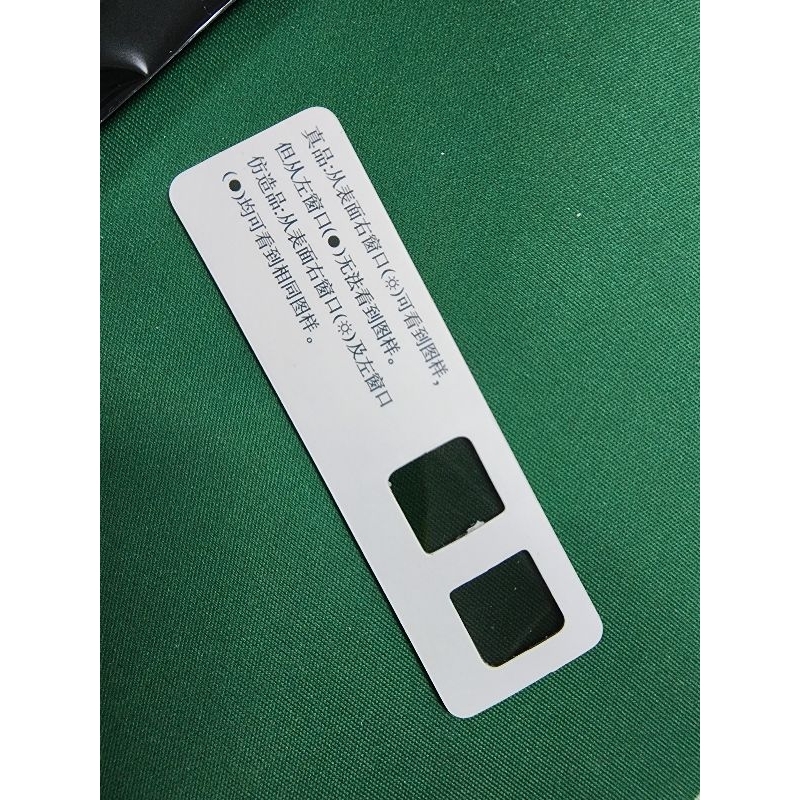 真品:从表面右窗口(☼)可看到图样,
但从左窗口(●)无法看到图样。
仿造品:从表面右窗口(☼)及左窗口
(●)均可看到相同图样。